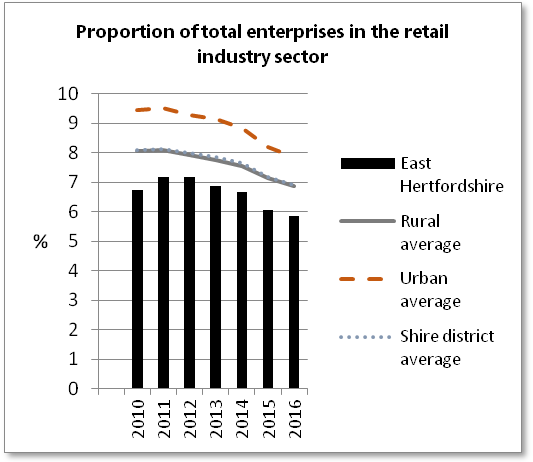 Proportion of total enterprises in the retail
industry sector
10
9
8
7
6
5
4
3
2
1
0
%
2010
2011
2012
2013
2014
2015
2016
East
Hertfordshire
Rural
average
Urban
average
Shire district
average